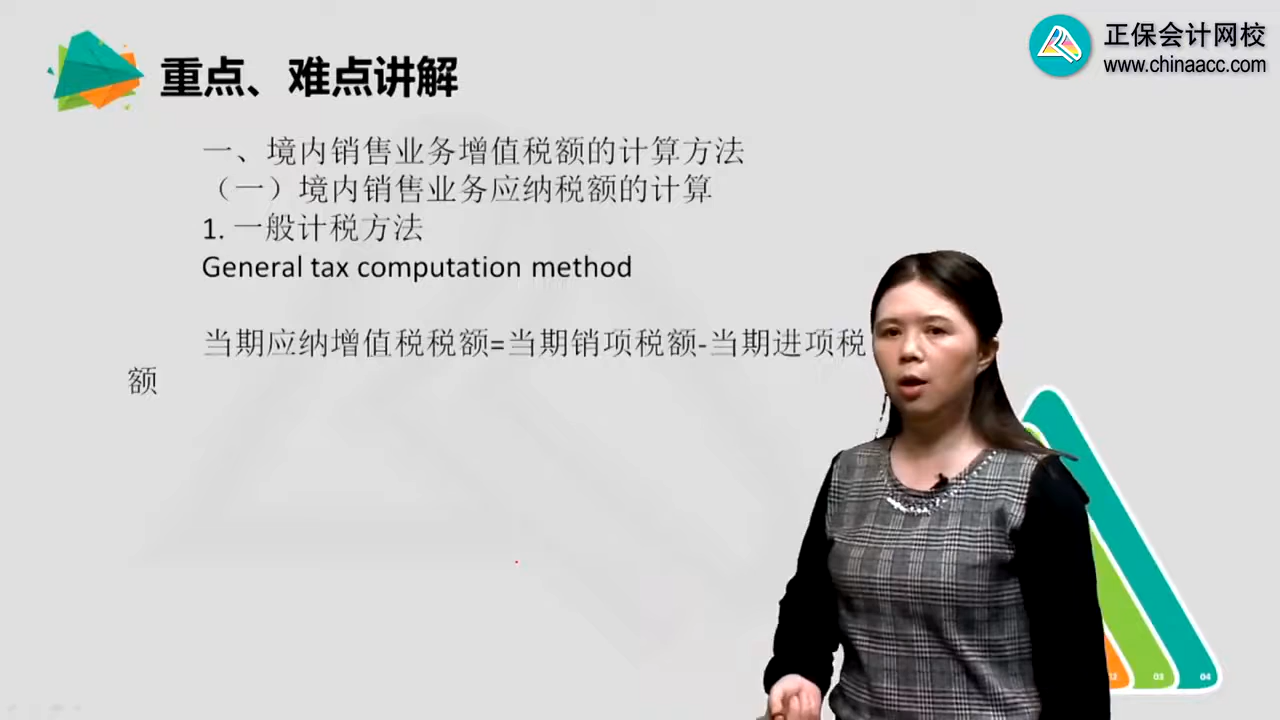 正保会计网校
www.chinaacc.com
重点、难点讲解
一、境内销售业务增值税额的计算方法
（一）境内销售业务应纳税额的计算
1. 一般计税方法
General tax computation method
当期应纳增值税税额=当期销项税额-当期进项税
额
03
04